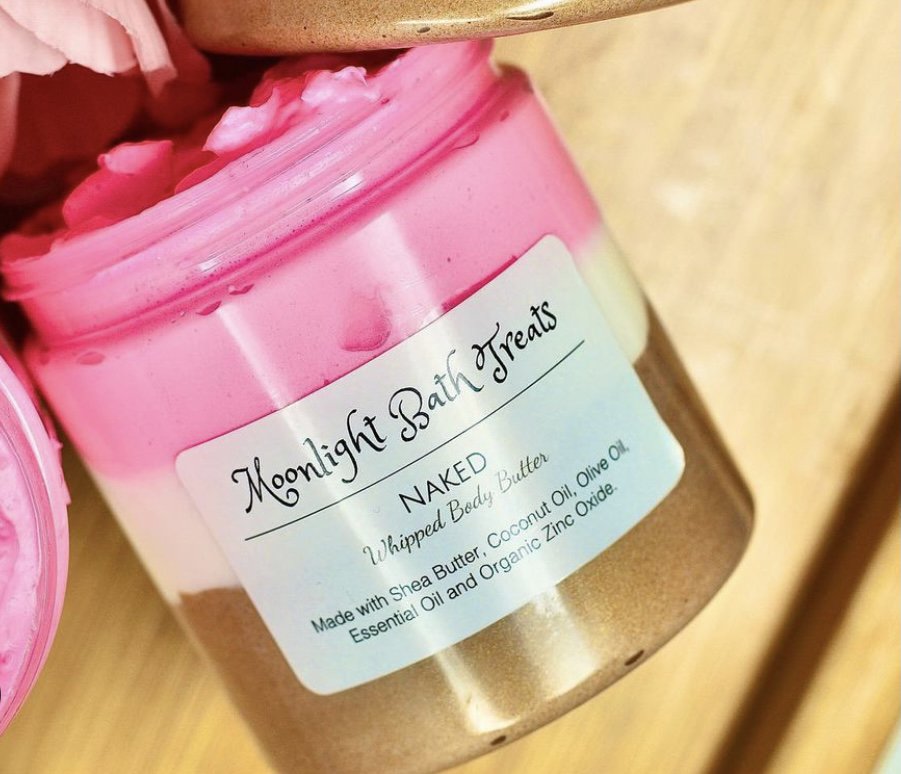 Moonlight Bath Treats
NAKED
Whipped Body Butter
Made with Shea Butter, Coconut Oil, Olive Oil,
Essential Oil and Organic Zinc Oxide.